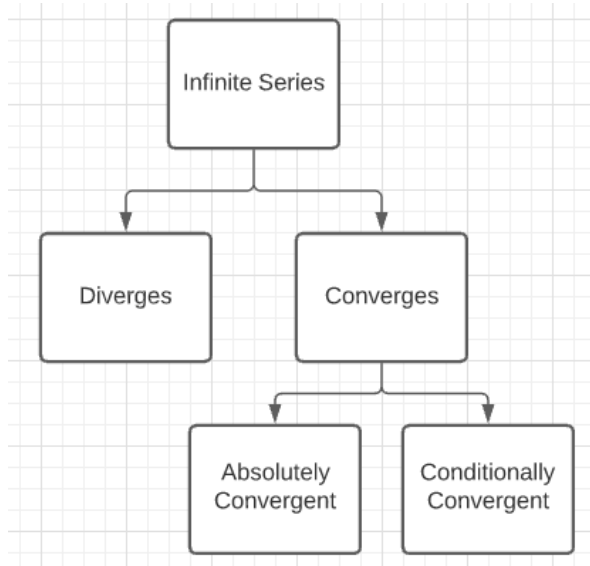 Infinite Series
Diverges
Converges
Absolutely
Convergent
Conditionally
Convergent